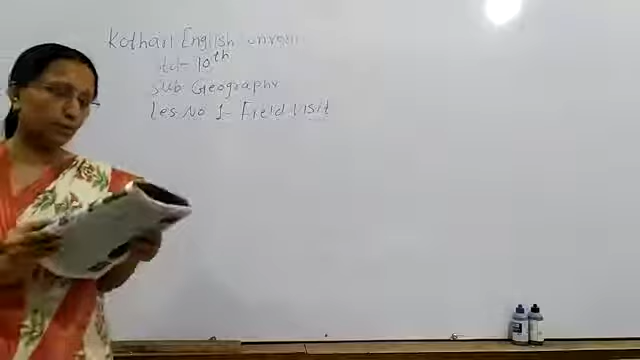 Kothari English
std- 10th
Sub Geography
Les No 1- Field Visit